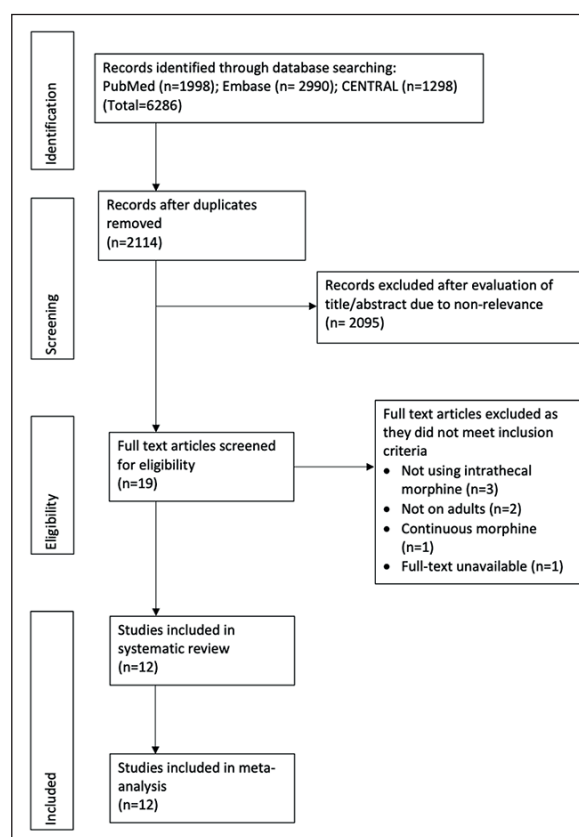 Identification
Records identified through database searching:
PubMed (n=1998); Embase (n= 2990); CENTRAL (n=1298)
(Total=6286)
Screening
Records after duplicates
removed
(n=2114)
Records excluded after evaluation of
title/abstract due to non-relevance
(n= 2095)
Eligibility
Full text articles screened
for eligibility
(n=19)
Full text articles excluded as
they did not meet inclusion
criteria
• Not using intrathecal
morphine (n=3)
• Not on adults (n=2)
• Continuous morphine
(n=1)
• Full-text unavailable (n=1)
Included
Studies included in
systematic review
(n=12)
Studies included in meta-
analysis
(n=12)